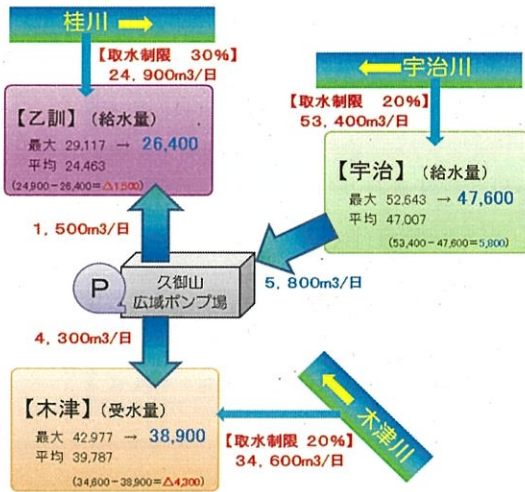 桂川
【取水制限 30%】
24,900m3/日
宇治川
【取水制限 20%】
53,400m3/日
【乙訓】(給水量)
最大 29,117 → 26,400
平均 24,463
(24,900-26,400=△1,500)
【宇治】(給水量)
最大 52,643 → 47,600
平均 47,007
(53,400-47,600=5,800)
1,500m3/日
5,800m3/日
P
久御山
広域ポンプ場
4,300m3/日
【木津】(受水量)
最大 42,977 → 38,900
平均 39,787
(34,600-38,900=△4,300)
木津川
【取水制限 20%】
34,600m3/日